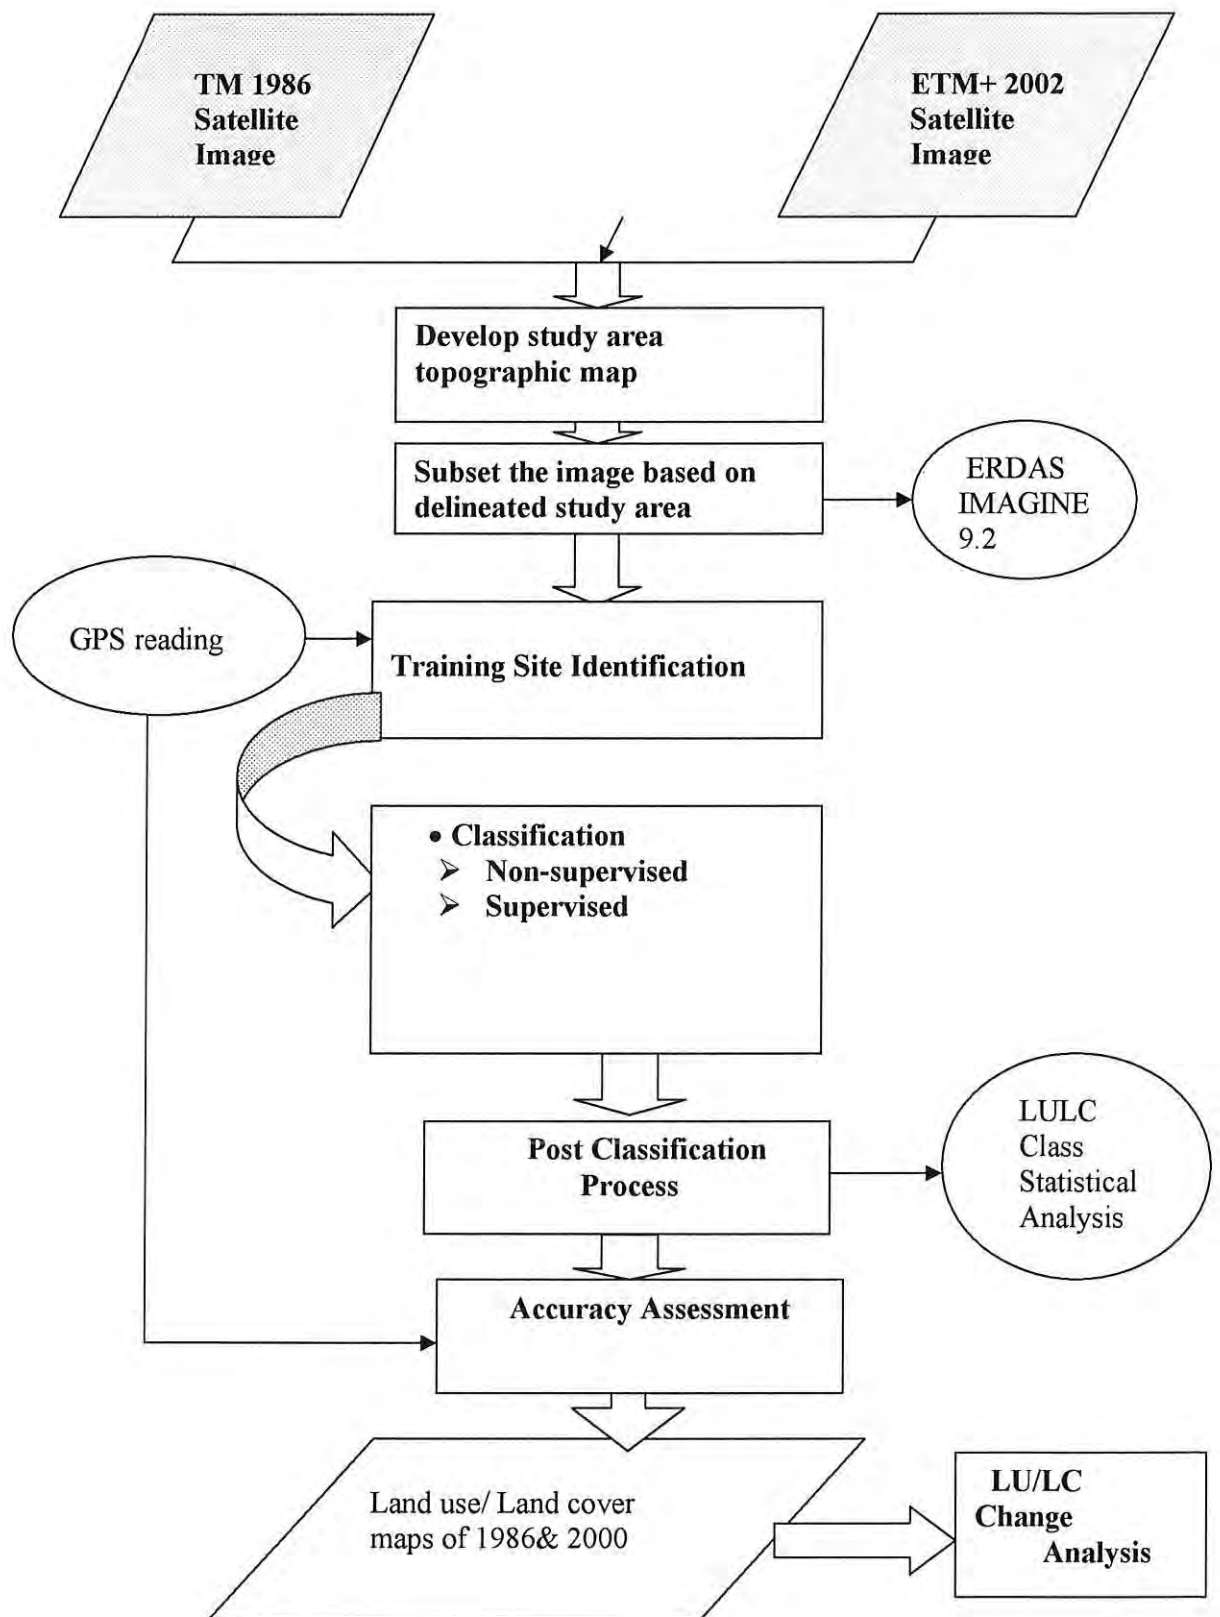 TM 1986
Satellite
Image
ETM+ 2002
Satellite
Image
Develop study area
topographic map
Subset the image based on
delineated study area
ERDAS
IMAGINE
9.2
GPS reading
Training Site Identification
• Classification
➢ Non-supervised
➢ Supervised
Post Classification
Process
LULC
Class
Statistical
Analysis
Accuracy Assessment
Land use/ Land cover
maps of 1986& 2000
LU/LC
Change
Analysis